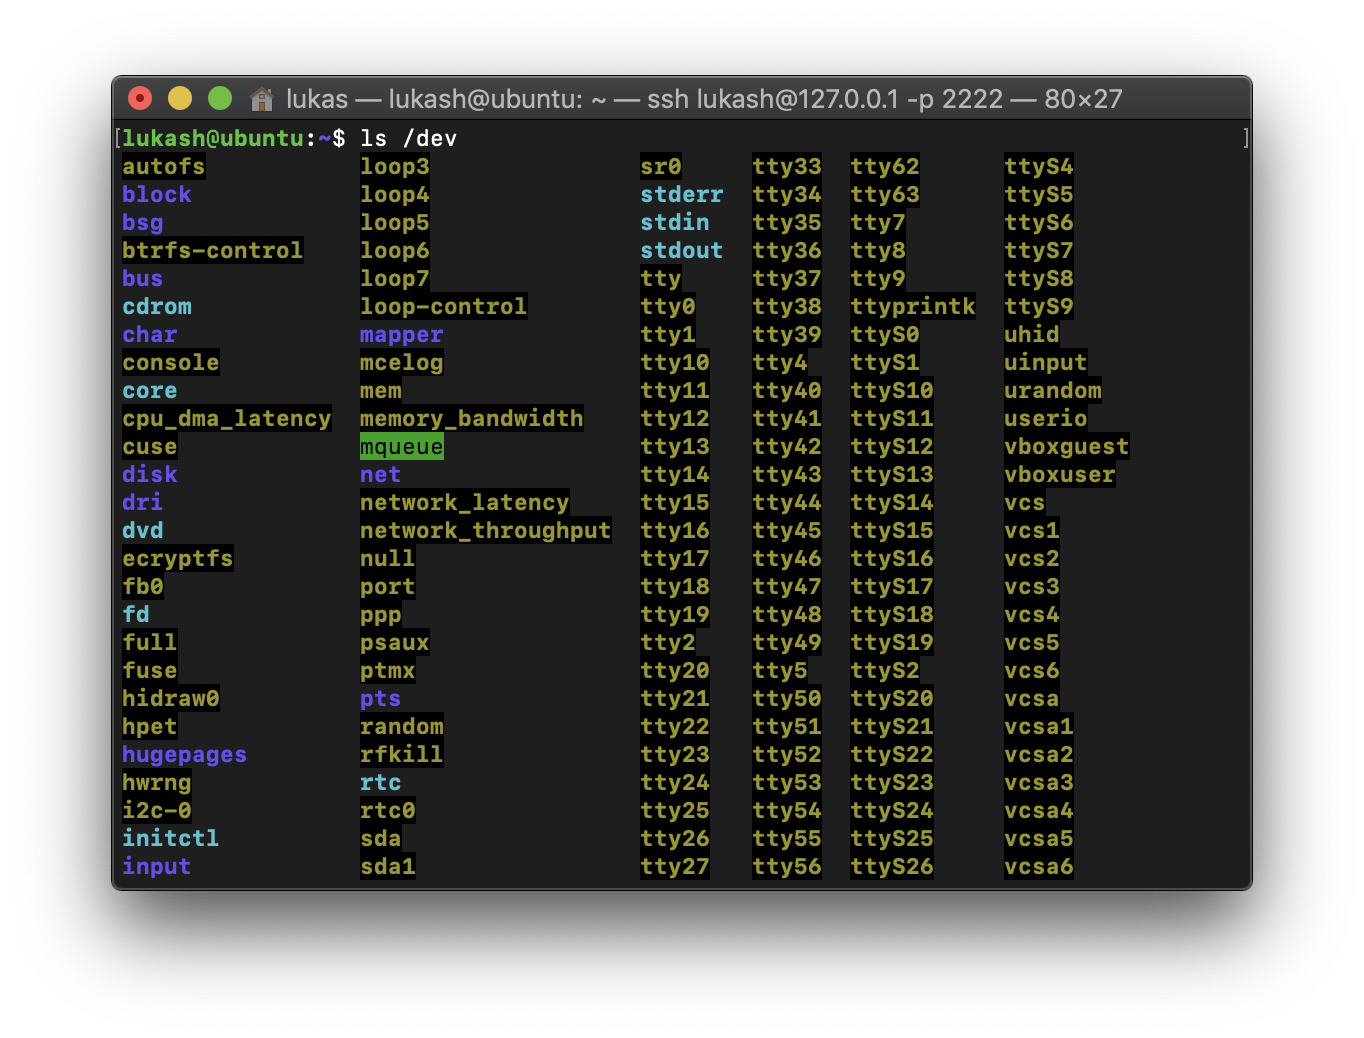 lukas — lukash@ubuntu: ~ — ssh lukash@127.0.0.1 -p 2222 — 80×27
[lukash@ubuntu:~$ ls /dev ]
autofs loop3 sr0 tty33 tty62 ttyS4
block loop4 stderr tty34 tty63 ttyS5
bsg loop5 stdin tty35 tty7 ttyS6
btrfs-control loop6 stdout tty36 tty8 ttyS7
bus loop7 tty tty37 tty9 ttyS8
cdrom loop-control tty0 tty38 ttyprintk ttyS9
char mapper tty1 tty39 ttyS0 uhid
console mcelog tty10 tty4 ttyS1 uinput
core mem tty11 tty40 ttyS10 urandom
cpu_dma_latency memory_bandwidth tty12 tty41 ttyS11 userio
cuse mqueue tty13 tty42 ttyS12 vboxguest
disk net tty14 tty43 ttyS13 vboxuser
dri network_latency tty15 tty44 ttyS14 vcs
dvd network_throughput tty16 tty45 ttyS15 vcs1
ecryptfs null tty17 tty46 ttyS16 vcs2
fb0 port tty18 tty47 ttyS17 vcs3
fd ppp tty19 tty48 ttyS18 vcs4
full psaux tty2 tty49 ttyS19 vcs5
fuse ptmx tty20 tty5 ttyS2 vcs6
hidraw0 pts tty21 tty50 ttyS20 vcsa
hpet random tty22 tty51 ttyS21 vcsa1
hugepages rfkill tty23 tty52 ttyS22 vcsa2
hwrng rtc tty24 tty53 ttyS23 vcsa3
i2c-0 rtc0 tty25 tty54 ttyS24 vcsa4
initctl sda tty26 tty55 ttyS25 vcsa5
input sda1 tty27 tty56 ttyS26 vcsa6